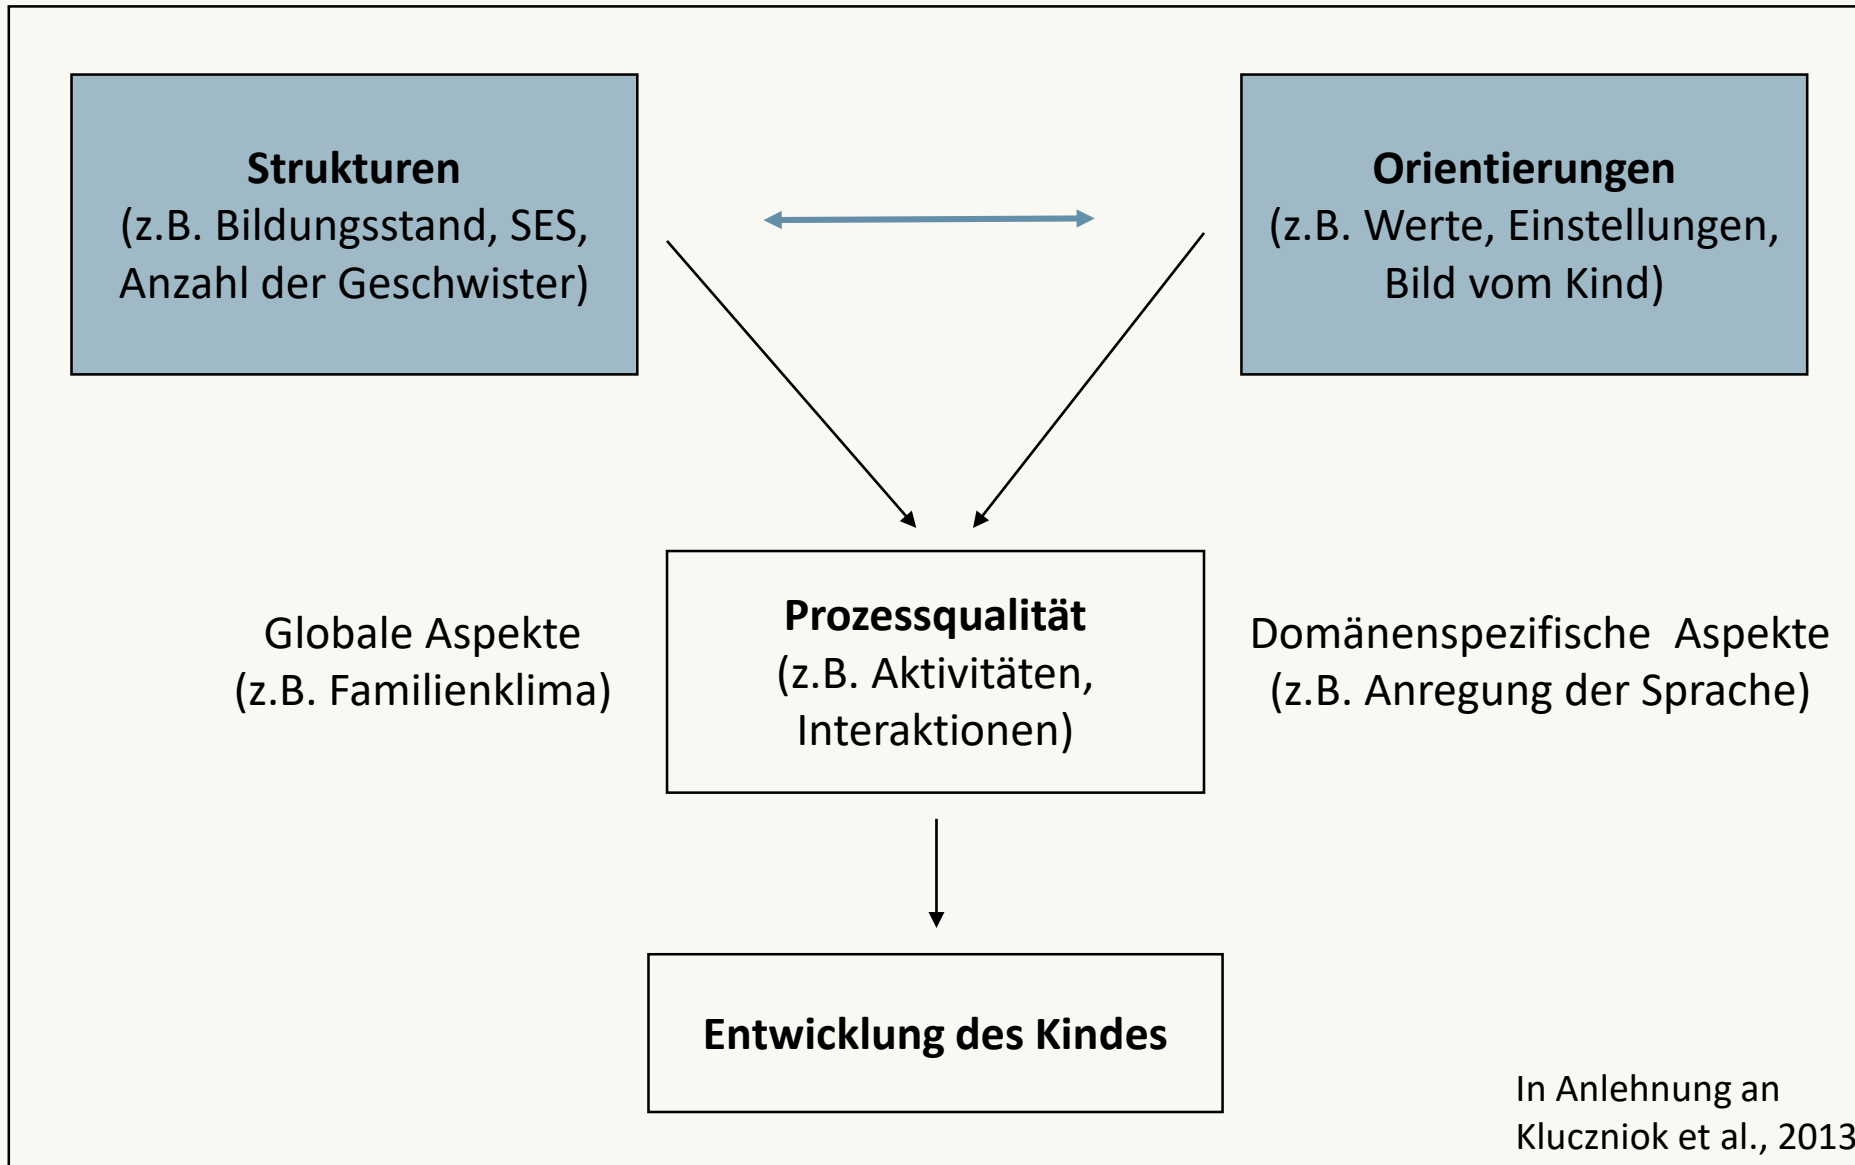 Strukturen
(z.B. Bildungsstand, SES,
Anzahl der Geschwister)
Orientierungen
(z.B. Werte, Einstellungen,
Bild vom Kind)
Globale Aspekte
(z.B. Familienklima)
Prozessqualität
(z.B. Aktivitäten,
Interaktionen)
Domänenspezifische  Aspekte
(z.B. Anregung der Sprache)
Entwicklung des Kindes
In Anlehnung an
Kluczniok et al., 2013